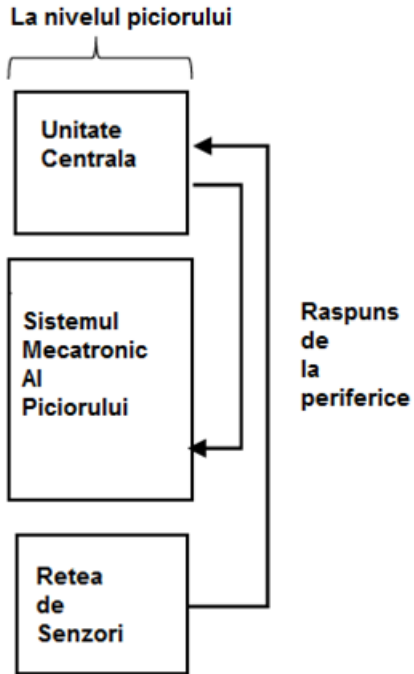 La nivelul piciorului
Unitate
Centrala
Sistemul
Mecatronic
Al
Piciorului
Raspuns
de
la
periferice
Retea
de
Senzori